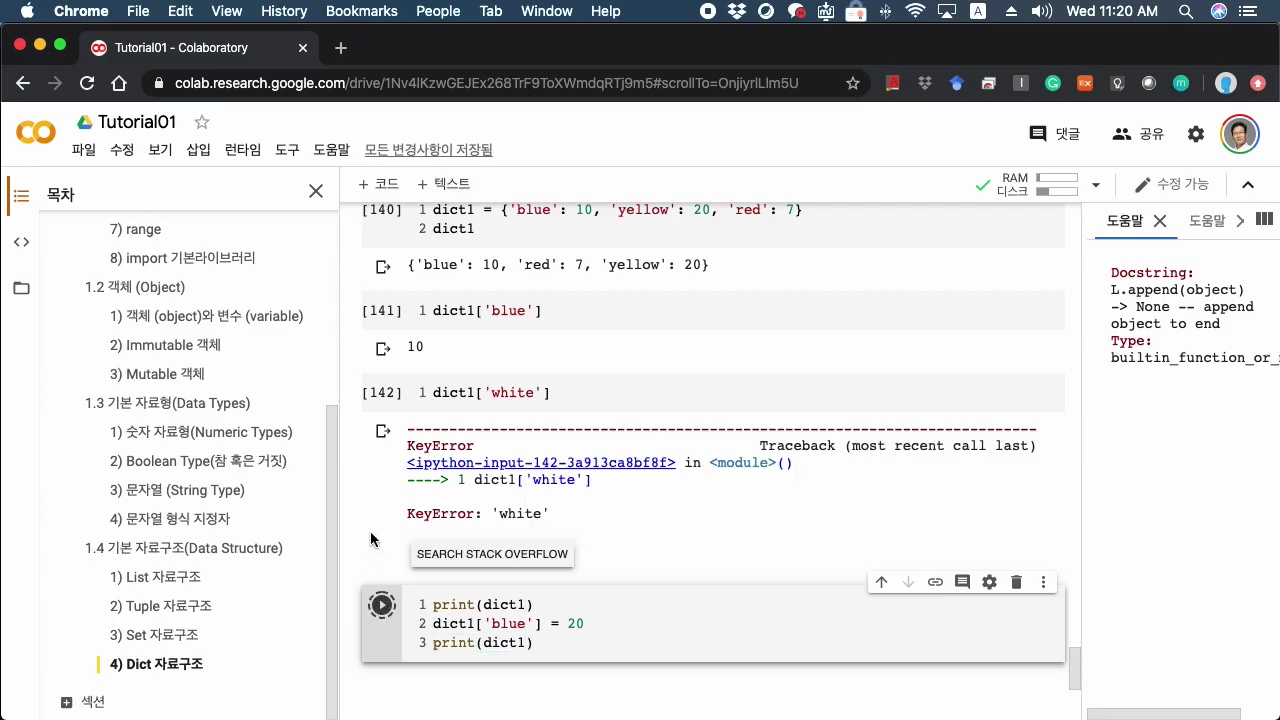 Chrome File Edit View History Bookmarks People Tab Window Help A Wed 11:20 AM
Tutorial01 - Colaboratory
colab.research.google.com/drive/1Nv4lKzwGEJEx268TrF9ToXWmdqRTj9m5#scrollTo=OnjiyrlLlm5U
Tutorial01
파일 수정 보기 삽입 런타임 도구 도움말 모든 변경사항이 저장됨
댓글 공유
목차
+ 코드 + 텍스트
RAM
디스크
수정 가능
7) range
8) import 기본라이브러리
1.2 객체 (Object)
1) 객체 (object)와 변수 (variable)
2) Immutable 객체
3) Mutable 객체
1.3 기본 자료형(Data Types)
1) 숫자 자료형(Numeric Types)
2) Boolean Type(참 혹은 거짓)
3) 문자열 (String Type)
4) 문자열 형식 지정자
1.4 기본 자료구조(Data Structure)
1) List 자료구조
2) Tuple 자료구조
3) Set 자료구조
4) Dict 자료구조
섹션
[140] 1 dict1 = {'blue': 10, 'yellow': 20, 'red': 7}
2 dict1
{'blue': 10, 'red': 7, 'yellow': 20}
[141] 1 dict1['blue']
10
[142] 1 dict1['white']
---------------------------------------------------------------------------
KeyError Traceback (most recent call last)
<ipython-input-142-3a913ca8bf8f> in <module>()
----> 1 dict1['white']
KeyError: 'white'
SEARCH STACK OVERFLOW
1 print(dict1)
2 dict1['blue'] = 20
3 print(dict1)
도움말 도움말
Docstring:
L.append(object)
-> None -- append
object to end
Type:
builtin_function_or_